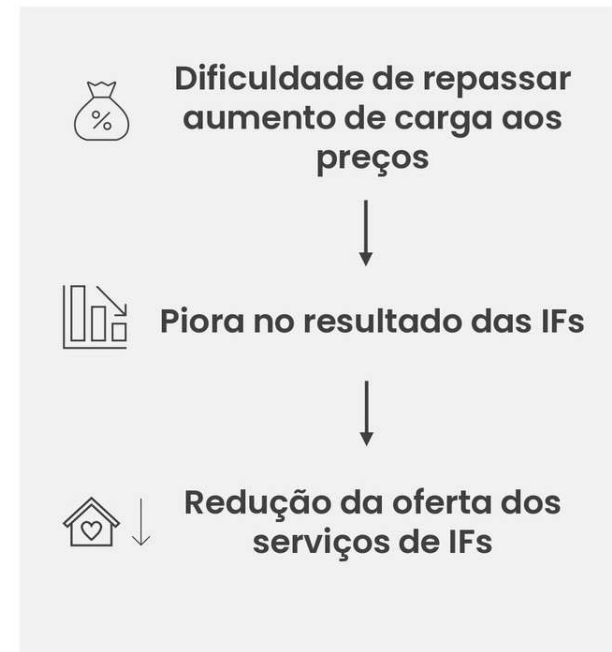 Dificuldade de repassar
aumento de carga aos
preços
%
Piora no resultado das IFs
Redução da oferta dos
serviços de IFs